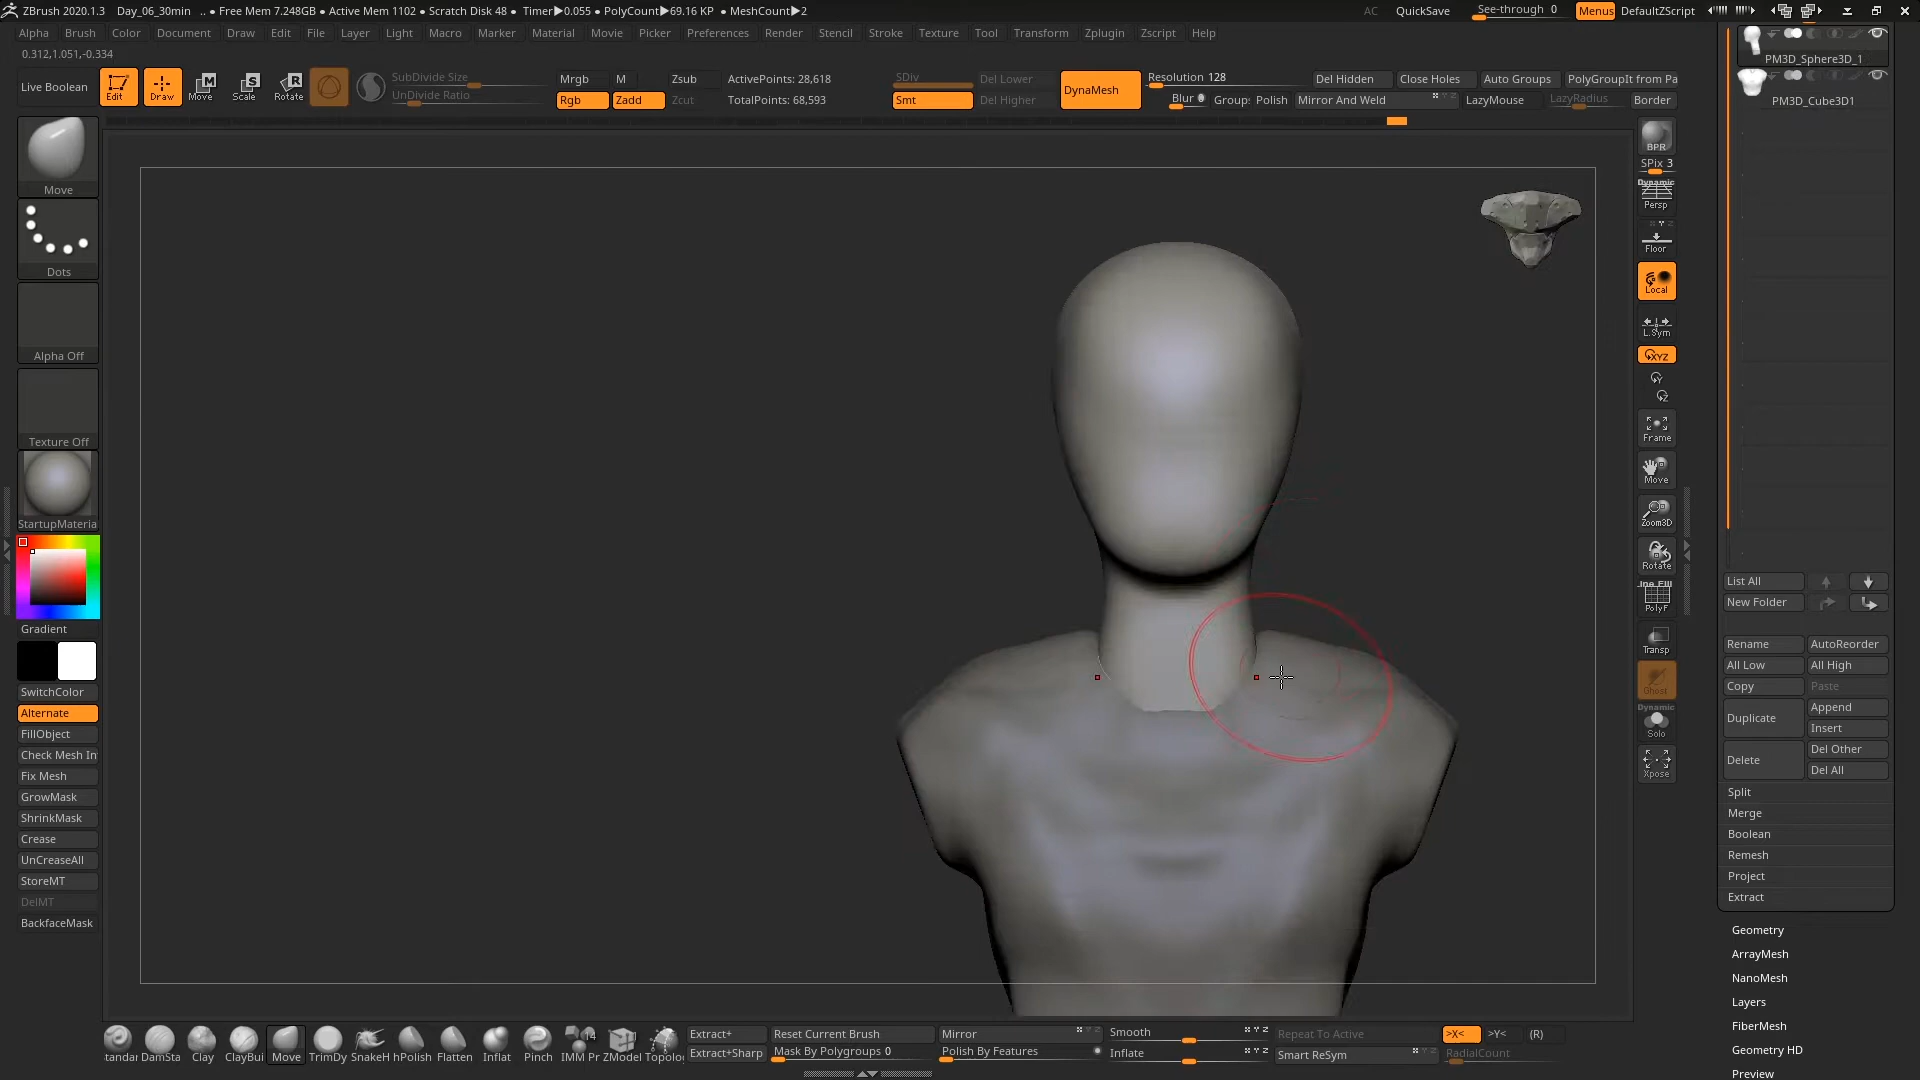 ZBrush 2020.1.3 Day_06_30min .. • Free Mem 7.248GB • Active Mem 1102 • Scratch Disk 48 • Timer▶0.055 • PolyCount▶69.16 KP • MeshCount▶2 AC QuickSave See-through 0 Menus DefaultZScript
Alpha Brush Color Document Draw Edit File Layer Light Macro Marker Material Movie Picker Preferences Render Stencil Stroke Texture Tool Transform Zplugin Zscript Help
0.312,1.051,-0.334
PM3D_Sphere3D_1
Live Boolean Edit Draw Move Scale Rotate SubDivide Size Mrgb M Zsub ActivePoints: 28,618 SDiv Del Lower DynaMesh Resolution 128 Del Hidden Close Holes Auto Groups PolyGroupIt from Pa
UnDivide Ratio Rgb Zadd Zcut TotalPoints: 68,593 Smt Del Higher Blur Group: Polish Mirror And Weld LazyMouse LazyRadius Border
PM3D_Cube3D1
Move
Dots
Alpha Off
Texture Off
StartupMateria
Gradient
SwitchColor
Alternate
FillObject
Check Mesh In
Fix Mesh
GrowMask
ShrinkMask
Crease
UnCreaseAll
StoreMT
DelMT
BackfaceMask
BPR
SPix 3
Dynamic
Persp
Floor
Local
L.Sym
XYZ
Y
Z
Frame
Move
Zoom3D
Rotate
ine Fill
PolyF
Transp
Ghost
Dynamic
Solo
Xpose
List All
New Folder
Rename AutoReorder
All Low All High
Copy Paste
Duplicate Append
Insert
Delete Del Other
Del All
Split
Merge
Boolean
Remesh
Project
Extract
Geometry
ArrayMesh
NanoMesh
Layers
FiberMesh
Geometry HD
Preview
tandar DamSta Clay ClayBui Move TrimDy SnakeH hPolish Flatten Inflat Pinch IMM Pr ZModel Topolo
14
Extract+ Reset Current Brush Mirror Smooth Repeat To Active >X< >Y< (R)
Extract+Sharp Mask By Polygroups 0 Polish By Features Inflate Smart ReSym RadialCount